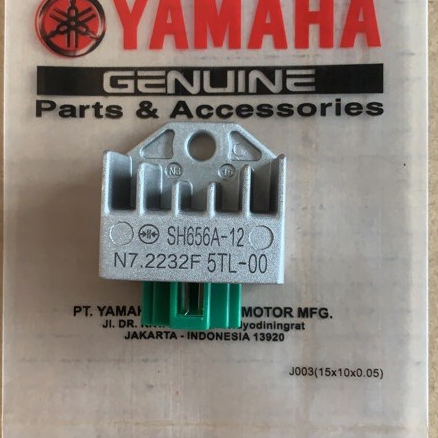 YAMAHA
GENUINE
Parts & Accessories
SH656A-12
N7.2232F 5TL-00
PT. YAMAHA MOTOR MFG.
JL. DR.
JAKARTA - INDONESIA 13920
J003(15x10x0.05)